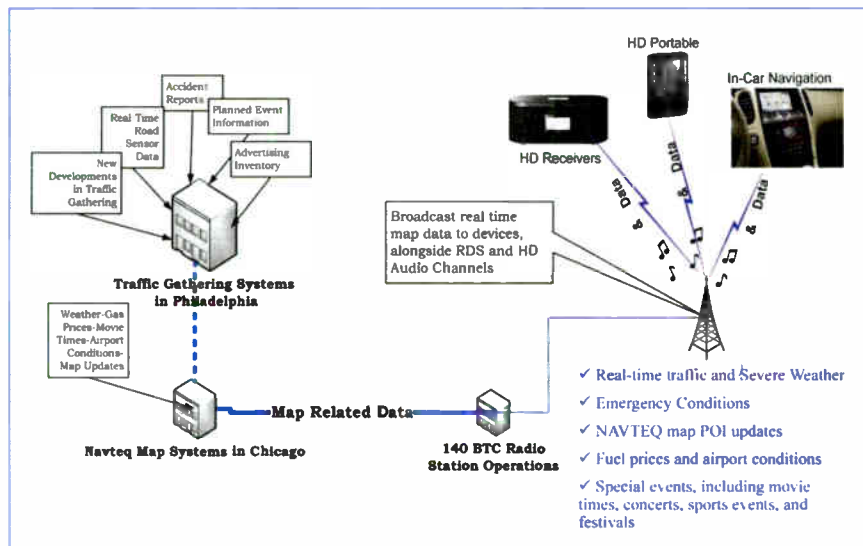 HD Portable
In-Car Navigation
HD Receivers
Accident
Reports
Planned Event
Information
Real Time
Road
Sensor
Data
Advertising
Inventory
New
Developments
in Traffic
Gathering
Traffic Gathering Systems
in Philadelphia
Broadcast real time
map data to devices,
alongside RDS and HD
Audio Channels
& Data
& Data
& Data
Weather-Gas
Prices-Movie
Times-Airport
Conditions-
Map Updates
Navteq Map Systems in Chicago
Map Related Data
140 BTC Radio
Station Operations
✓ Real-time traffic and Severe Weather
✓ Emergency Conditions
✓ NAVTEQ map POI updates
✓ Fuel prices and airport conditions
✓ Special events, including movie
times, concerts, sports events, and
festivals